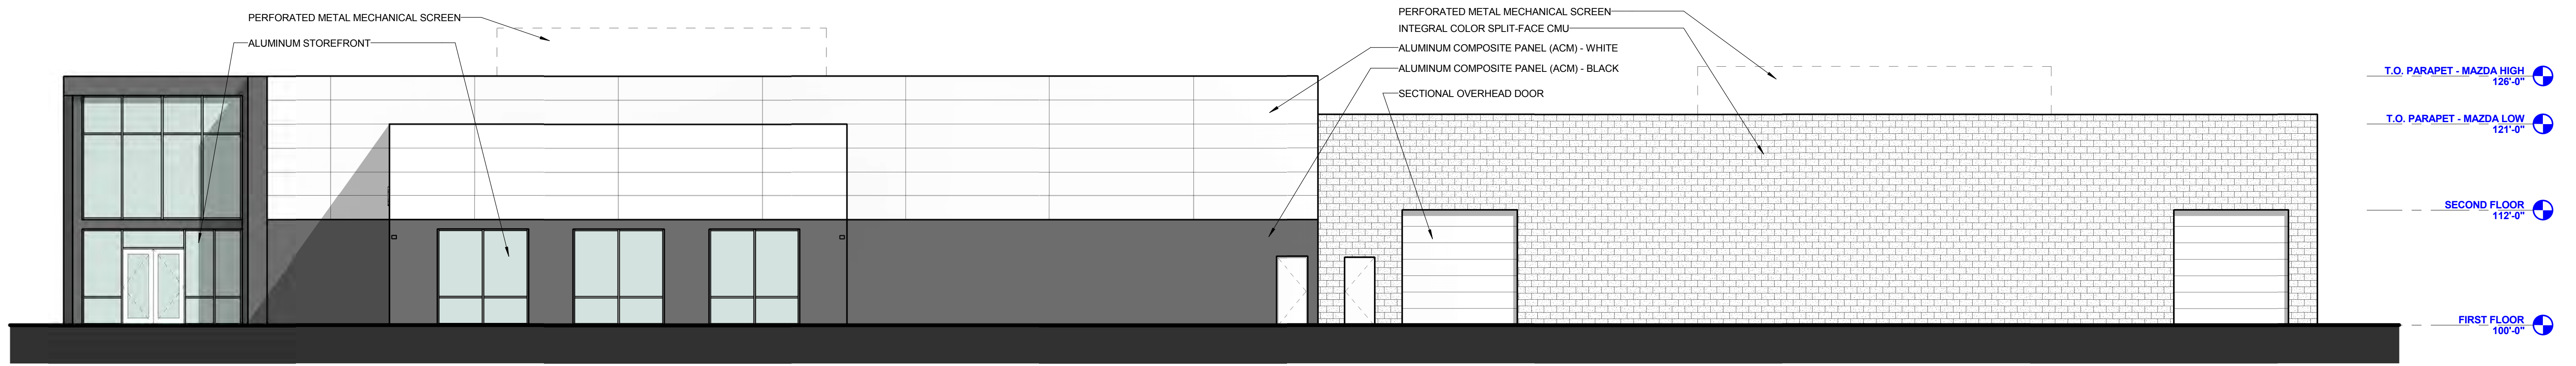 PERFORATED METAL MECHANICAL SCREEN
ALUMINUM STOREFRONT
PERFORATED METAL MECHANICAL SCREEN
INTEGRAL COLOR SPLIT-FACE CMU
ALUMINUM COMPOSITE PANEL (ACM) - WHITE
ALUMINUM COMPOSITE PANEL (ACM) - BLACK
SECTIONAL OVERHEAD DOOR
T.O. PARAPET - MAZDA HIGH
126'-0"
T.O. PARAPET - MAZDA LOW
121'-0"
SECOND FLOOR
112'-0"
FIRST FLOOR
100'-0"